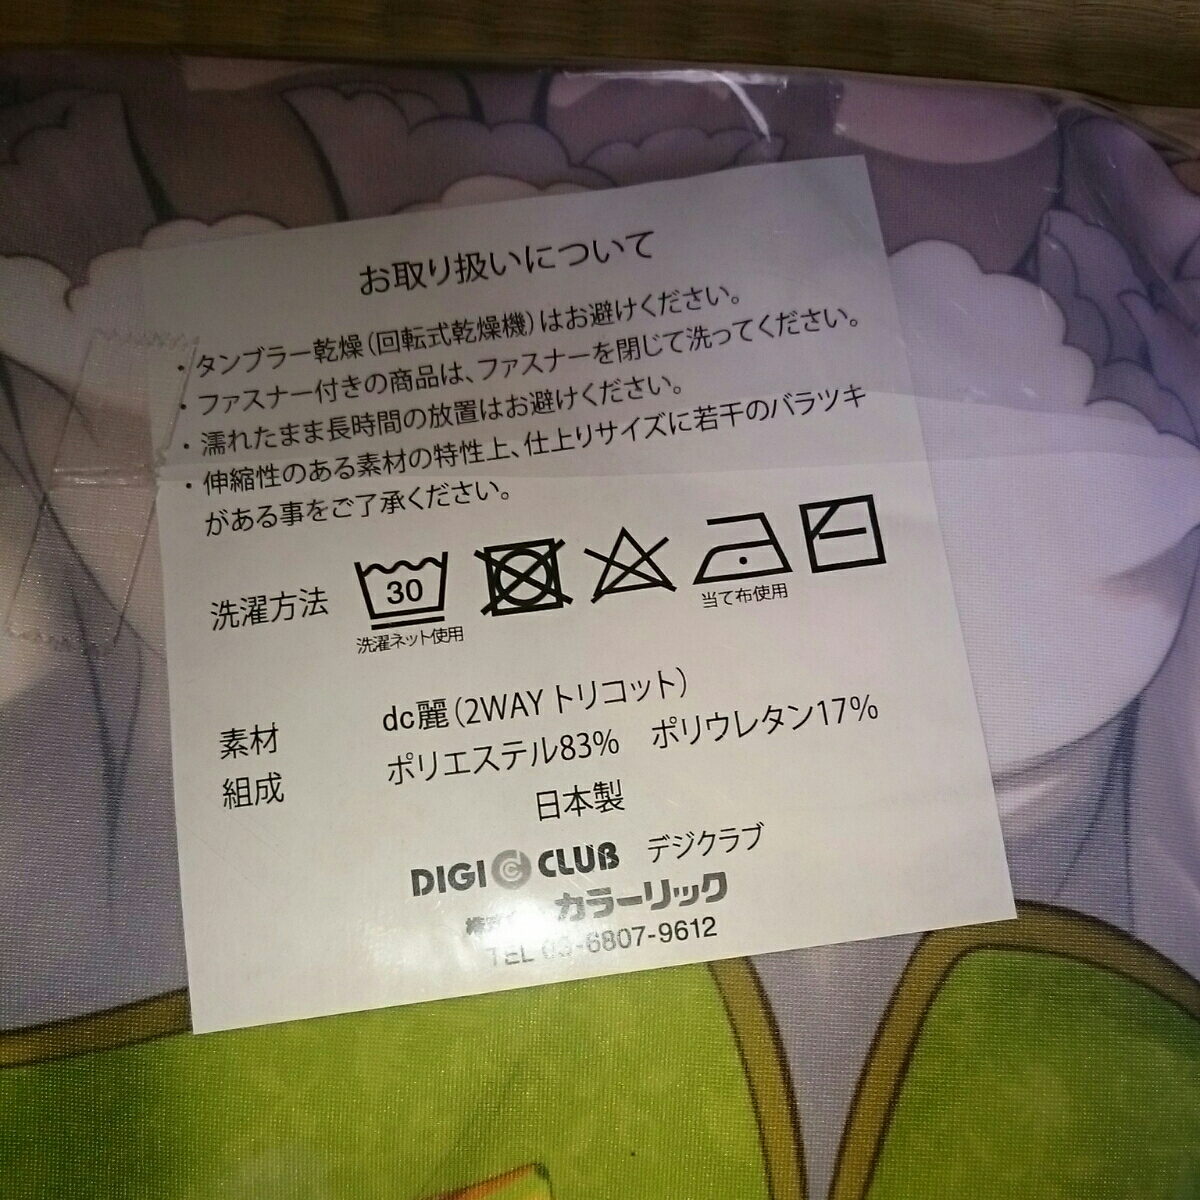 お取り扱いについて
・タンブラー乾燥(回転式乾燥機)はお避けください。
・ファスナー付きの商品は、ファスナーを閉じて洗ってください。
・濡れたまま長時間の放置はお避けください。
・伸縮性のある素材の特性上、仕上りサイズに若干のバラツキ
がある事をご了承ください。
洗濯方法 30
洗濯ネット使用 当て布使用
素材 dc麗(2WAYトリコット)
組成 ポリエステル83% ポリウレタン17%
日本製
DIGI CLUB デジクラブ
カラーリック
TEL 03-6807-9612